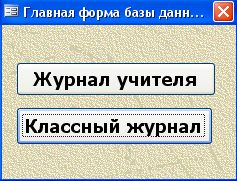 Главная форма базы данн...
Журнал учителя
Классный журнал